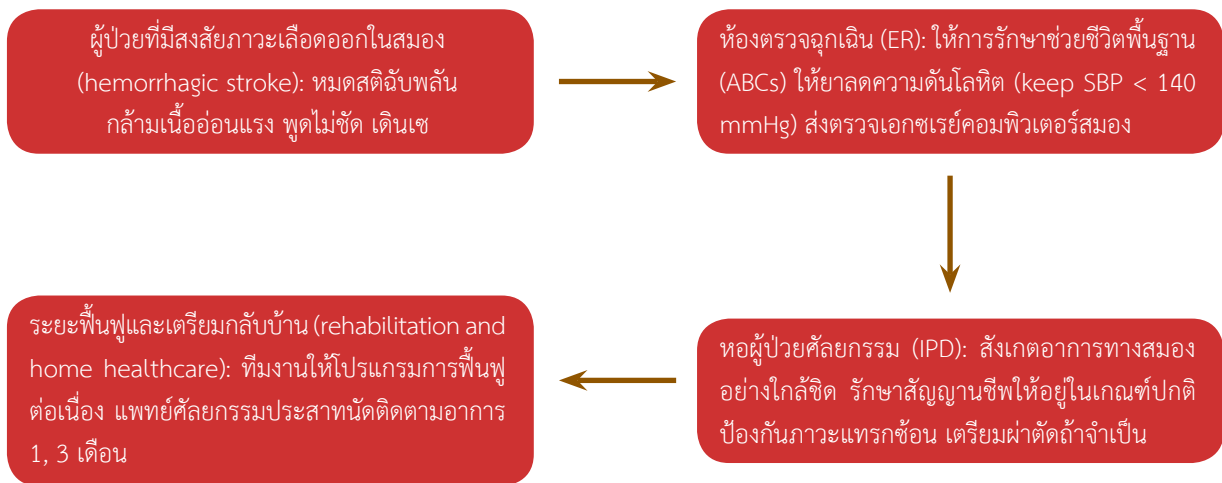 ผู้ป่วยที่มีสงสัยภาวะเลือดออกในสมอง
(hemorrhagic stroke): หมดสติฉับพลัน
กล้ามเนื้ออ่อนแรง พูดไม่ชัด เดินเซ
ห้องตรวจฉุกเฉิน (ER): ให้การรักษาช่วยชีวิตพื้นฐาน
(ABCs) ให้ยาลดความดันโลหิต (keep SBP < 140
mmHg) ส่งตรวจเอกซเรย์คอมพิวเตอร์สมอง
หอผู้ป่วยศัลยกรรม (IPD): สังเกตอาการทางสมอง
อย่างใกล้ชิด รักษาสัญญานชีพให้อยู่ในเกณฑ์ปกติ
ป้องกันภาวะแทรกซ้อน เตรียมผ่าตัดถ้าจำเป็น
ระยะฟื้นฟูและเตรียมกลับบ้าน (rehabilitation and
home healthcare): ทีมงานให้โปรแกรมการฟื้นฟู
ต่อเนื่อง แพทย์ศัลยกรรมประสาทนัดติดตามอาการ
1, 3 เดือน